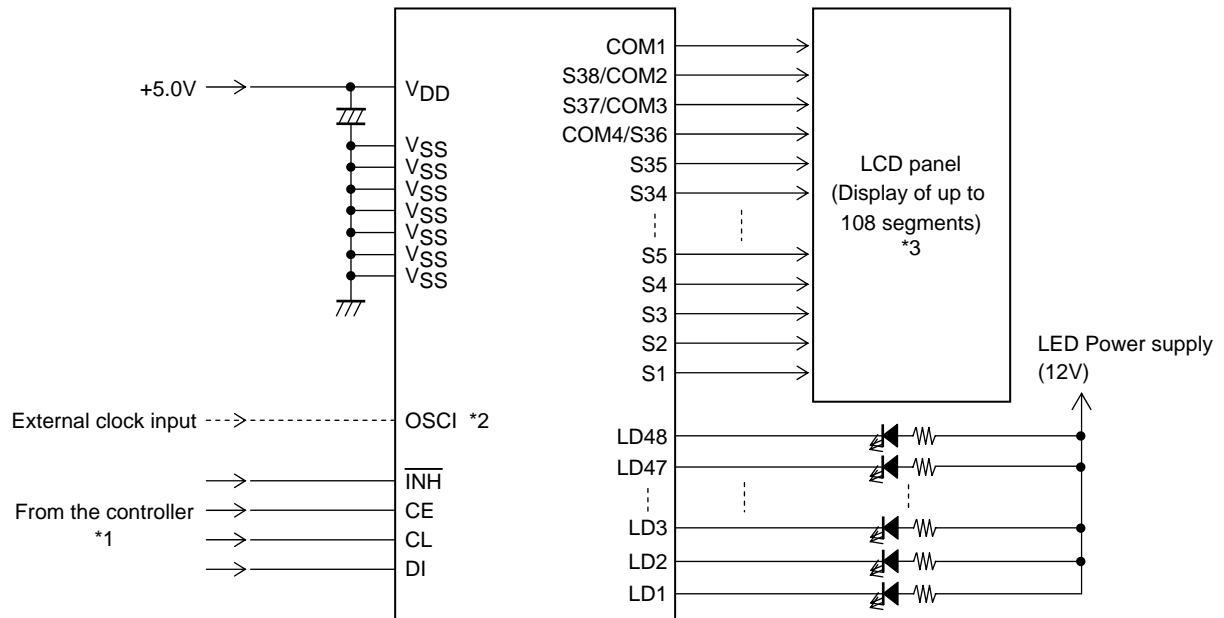 +5.0V
VDD
VSS
VSS
VSS
VSS
VSS
VSS
VSS
External clock input
OSCI *2
From the controller
*1
INH
CE
CL
DI
COM1
S38/COM2
S37/COM3
COM4/S36
S35
S34
S5
S4
S3
S2
S1
LD48
LD47
LD3
LD2
LD1
LCD panel
(Display of up to
108 segments)
*3
LED Power supply
(12V)